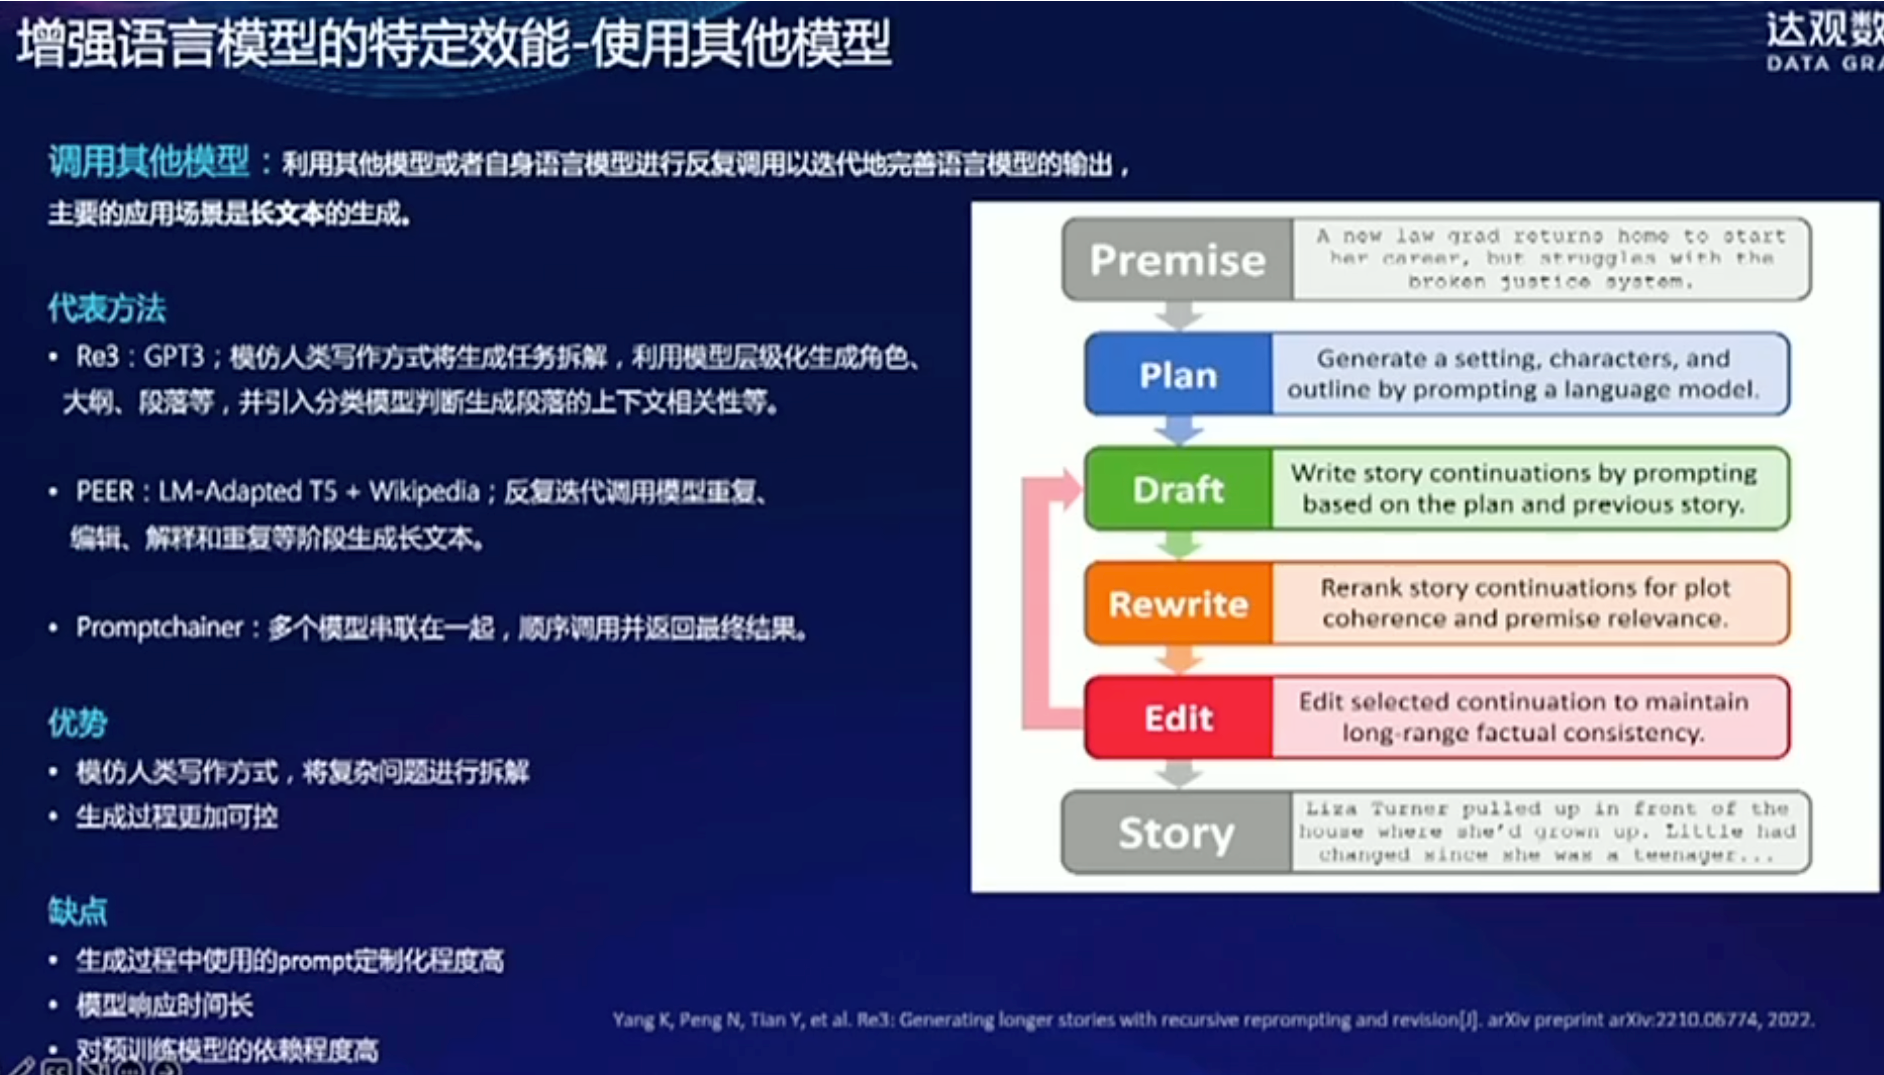 增强语言模型的特定效能-使用其他模型
达观数
DATA GRA
调用其他模型：利用其他模型或者自身语言模型进行反复调用以迭代地完善语言模型的输出，
主要的应用场景是长文本的生成。
代表方法
• Re3：GPT3；模仿人类写作方式将生成任务拆解，利用模型层级化生成角色、
大纲、段落等，并引入分类模型判断生成段落的上下文相关性等。
• PEER：LM-Adapted T5 + Wikipedia；反复迭代调用模型重复、
编辑、解释和重复等阶段生成长文本。
• Promptchainer：多个模型串联在一起，顺序调用并返回最终结果。
优势
• 模仿人类写作方式，将复杂问题进行拆解
• 生成过程更加可控
缺点
• 生成过程中使用的prompt定制化程度高
• 模型响应时间长
• 对预训练模型的依赖程度高
Premise
A new law grad returns home to start
her career, but struggles with the
broken justice system.
Plan
Generate a setting, characters, and
outline by prompting a language model.
Draft
Write story continuations by prompting
based on the plan and previous story.
Rewrite
Rerank story continuations for plot
coherence and premise relevance.
Edit
Edit selected continuation to maintain
long-range factual consistency.
Story
Liza Turner pulled up in front of the
house where she'd grown up. Little had
changed since she was a teenager...
Yang K, Peng N, Tian Y, et al. Re3: Generating longer stories with recursive reprompting and revision[J]. arXiv preprint arXiv:2210.06774, 2022.